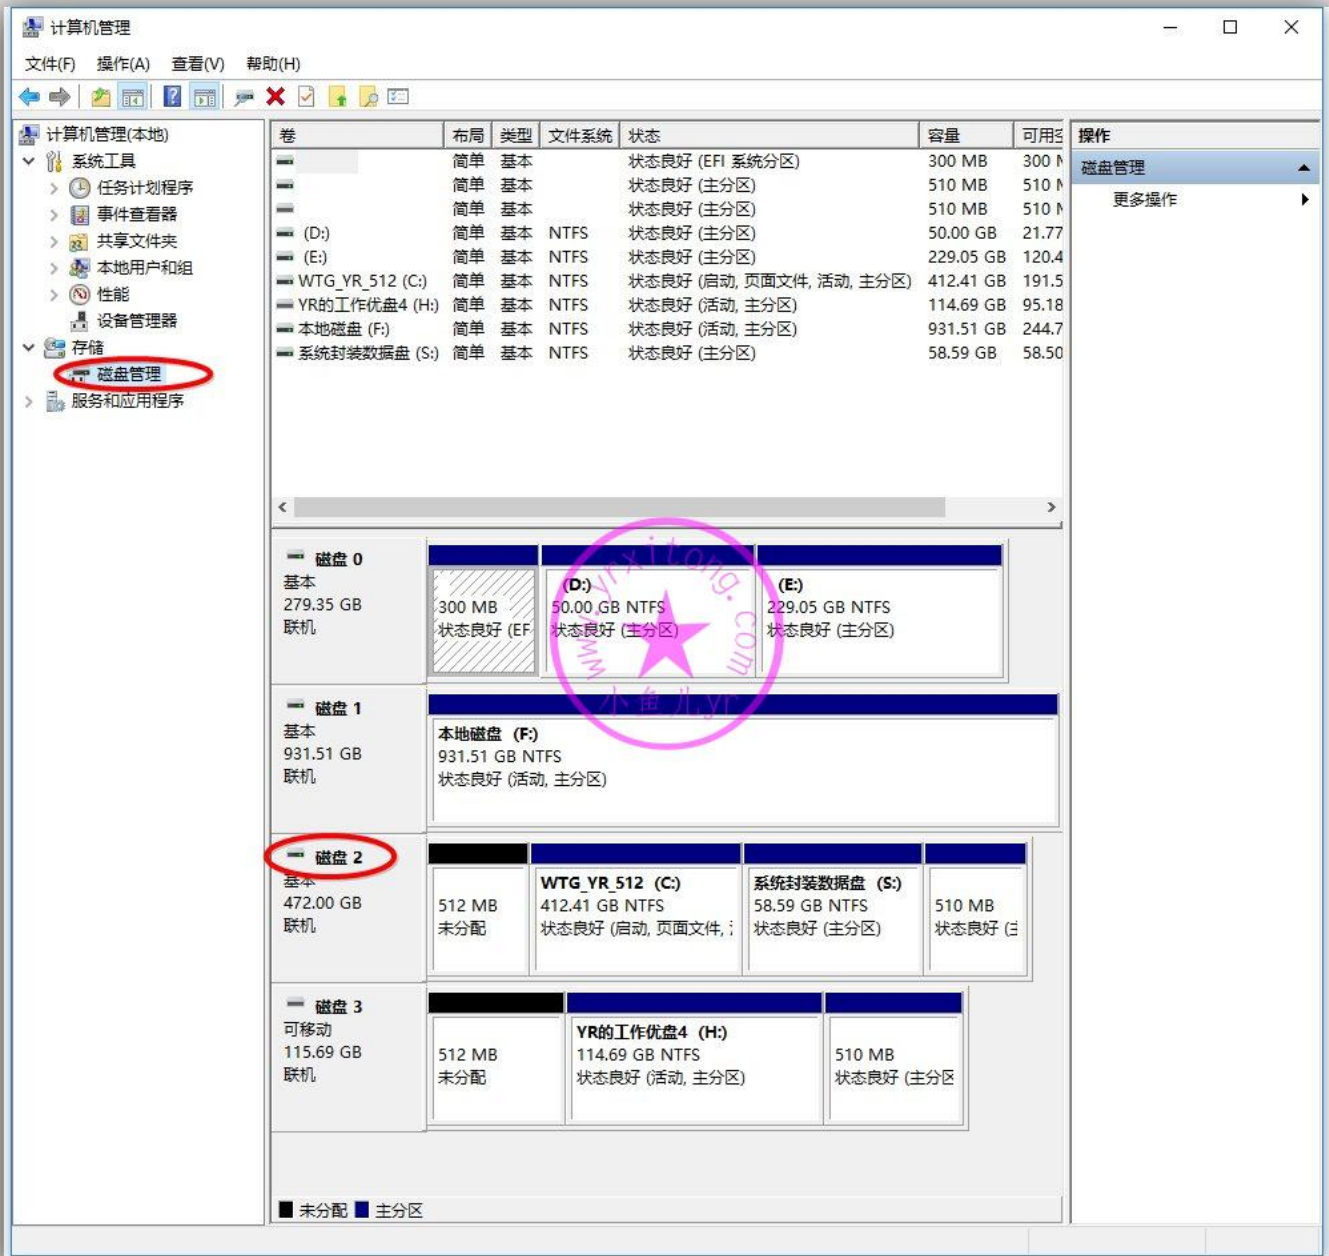 计算机管理
文件(F) 操作(A) 查看(V) 帮助(H)
计算机管理(本地)
系统工具
任务计划程序
事件查看器
共享文件夹
本地用户和组
性能
设备管理器
存储
磁盘管理
服务和应用程序
卷 布局 类型 文件系统 状态 容量 可用
简单 基本 状态良好 (EFI 系统分区) 300 MB 300
简单 基本 状态良好 (主分区) 510 MB 510
简单 基本 状态良好 (主分区) 510 MB 510
(D:) 简单 基本 NTFS 状态良好 (主分区) 50.00 GB 21.77
(E:) 简单 基本 NTFS 状态良好 (主分区) 229.05 GB 120.4
WTG_YR_512 (C:) 简单 基本 NTFS 状态良好 (启动, 页面文件, 活动, 主分区) 412.41 GB 191.5
YR的工作优盘4 (H:) 简单 基本 NTFS 状态良好 (活动, 主分区) 114.69 GB 95.18
本地磁盘 (F:) 简单 基本 NTFS 状态良好 (活动, 主分区) 931.51 GB 244.7
系统封装数据盘 (S:) 简单 基本 NTFS 状态良好 (主分区) 58.59 GB 58.50
操作
磁盘管理
更多操作
磁盘 0
基本
279.35 GB
联机
300 MB
状态良好 (EF
(D:)
50.00 GB NTFS
状态良好 (主分区)
(E:)
229.05 GB NTFS
状态良好 (主分区)
磁盘 1
基本
931.51 GB
联机
本地磁盘 (F:)
931.51 GB NTFS
状态良好 (活动, 主分区)
磁盘 2
基本
472.00 GB
联机
512 MB
未分配
WTG_YR_512 (C:)
412.41 GB NTFS
状态良好 (启动, 页面文件,
系统封装数据盘 (S:)
58.59 GB NTFS
状态良好 (主分区)
510 MB
状态良好 (主
磁盘 3
可移动
115.69 GB
联机
512 MB
未分配
YR的工作优盘4 (H:)
114.69 GB NTFS
状态良好 (活动, 主分区)
510 MB
状态良好 (主分区
未分配 主分区
www.yrxitong.com
小鱼儿yr